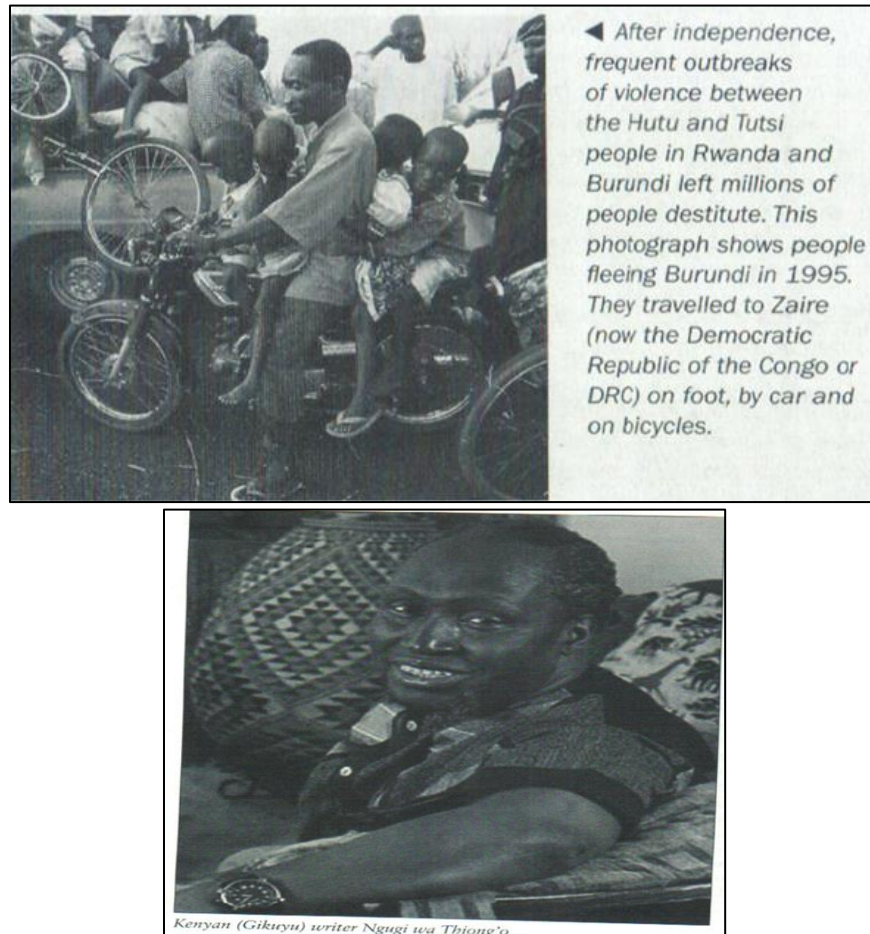 ◄ After independence,
frequent outbreaks
of violence between
the Hutu and Tutsi
people in Rwanda and
Burundi left millions of
people destitute. This
photograph shows people
fleeing Burundi in 1995.
They travelled to Zaire
(now the Democratic
Republic of the Congo or
DRC) on foot, by car and
on bicycles.
Kenyan (Gikuyu) writer Ngugi wa Thiong'o